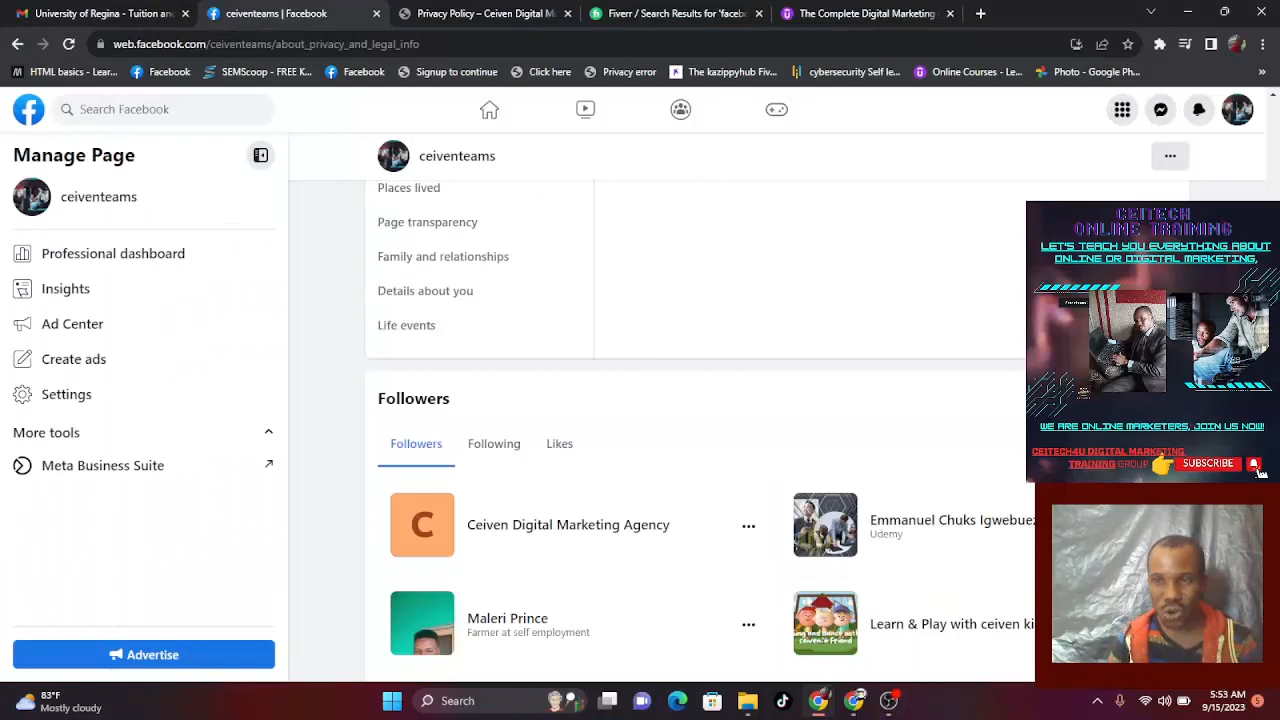 University of Regina - Tuition an
ceiventeams | Facebook
Privacy Policy – Ceiven Digital M
Fiverr / Search Results for 'faceb
The Complete Digital Marketing
web.facebook.com/ceiventeams/about_privacy_and_legal_info
HTML basics - Lear...
Facebook
SEMScoop - FREE K...
Facebook
Signup to continue
Click here
Privacy error
The kazippyhub Fiv...
cybersecurity Self le...
Online Courses - Le...
Photo - Google Ph...
»
Search Facebook
Manage Page
ceiventeams
Professional dashboard
Insights
Ad Center
Create ads
Settings
More tools
Meta Business Suite
Advertise
ceiventeams
Places lived
Page transparency
Family and relationships
Details about you
Life events
Followers
Followers
Following
Likes
C
Ceiven Digital Marketing Agency
Emmanuel Chuks Igwebuez
Udemy
Maleri Prince
Farmer at self employment
Learn & Play with ceiven ki
CEITECH
ONLINE TRAINING
LET'S TEACH YOU EVERYTHING ABOUT
ONLINE OR DIGITAL MARKETING,
WE ARE ONLINE MARKETERS, JOIN US NOW!
CEITECH4U DIGITAL MARKETING
TRAINING GROUP
SUBSCRIBE
83°F
Mostly cloudy
Search
5:53 AM
9/15/2023
5